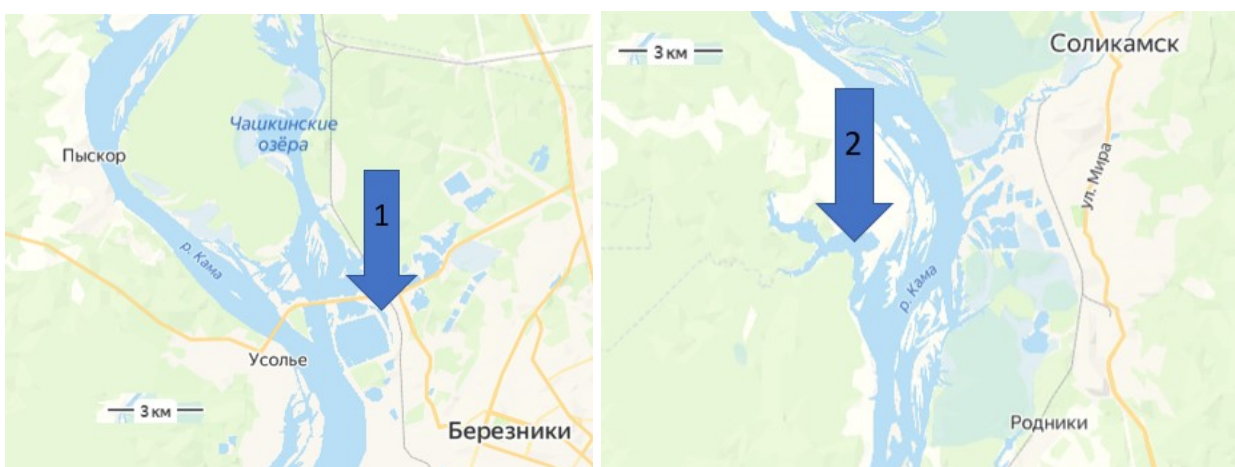 Чашкинские
озёра
Пыскор
1
р. Кама
Усолье
3 км
Березники
3 км
Соликамск
2
ул. Мира
р. Кама
Родники